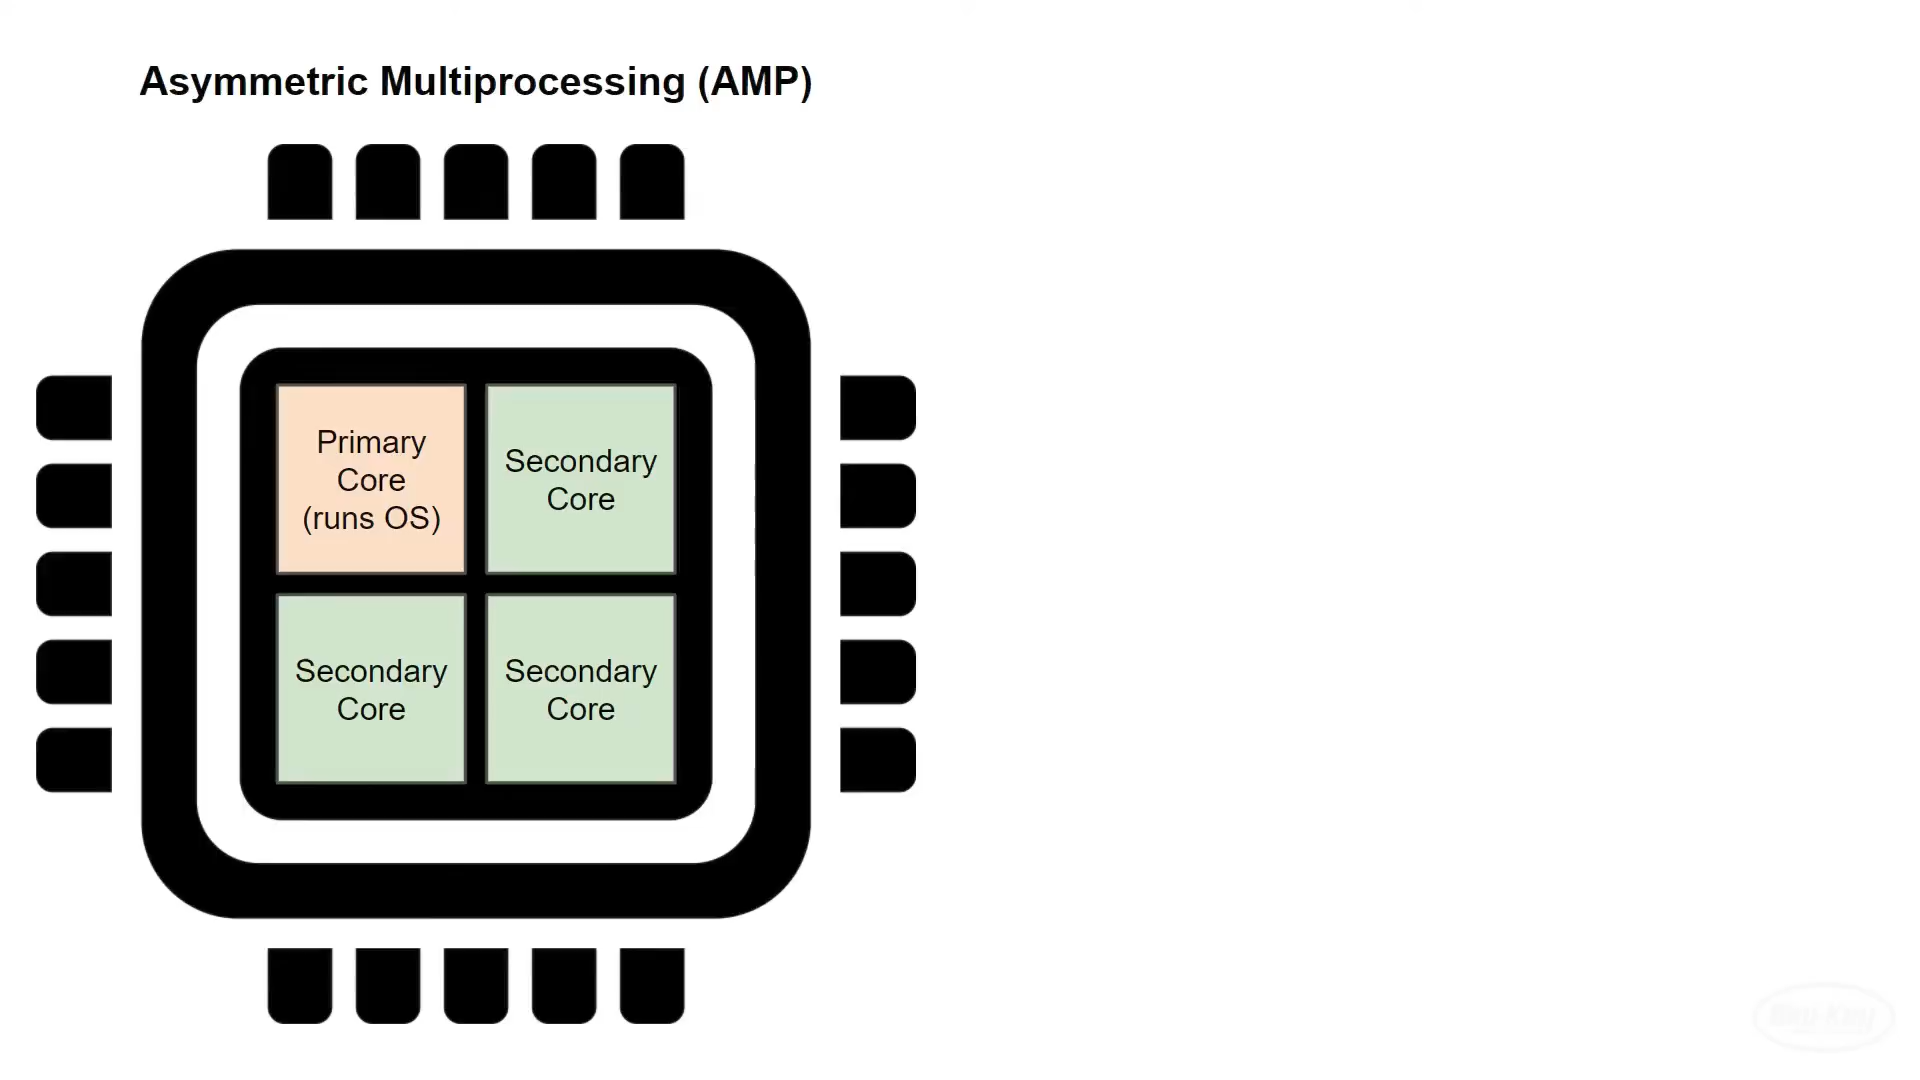 Asymmetric Multiprocessing (AMP)
Primary
Core
(runs OS)
Secondary
Core
Secondary
Core
Secondary
Core